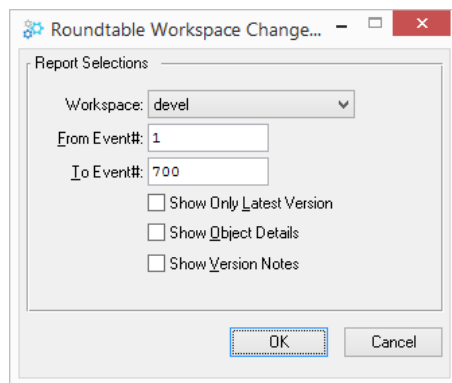 Roundtable Workspace Change...
Report Selections
Workspace: devel
From Event#: 1
To Event#: 700
Show Only Latest Version
Show Object Details
Show Version Notes
OK Cancel